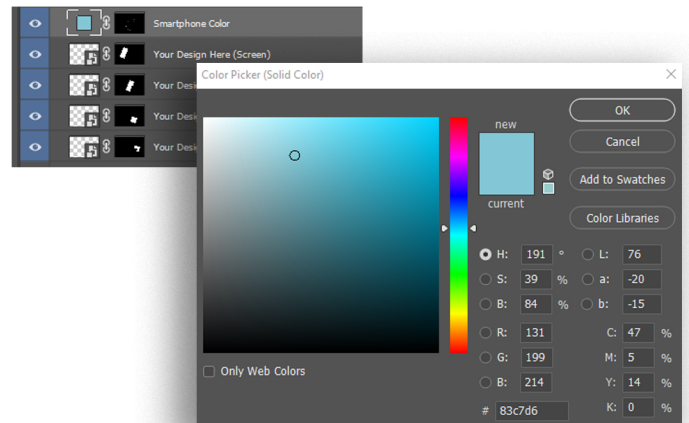 Smartphone Color
Your Design Here (Screen)
Your Desi
Your Desi
Your Desi
Color Picker (Solid Color)
new
current
OK
Cancel
Add to Swatches
Color Libraries
H: 191 °
S: 39 %
B: 84 %
R: 131
G: 199
B: 214
# 83c7d6
L: 76
a: -20
b: -15
C: 47 %
M: 5 %
Y: 14 %
K: 0 %
Only Web Colors